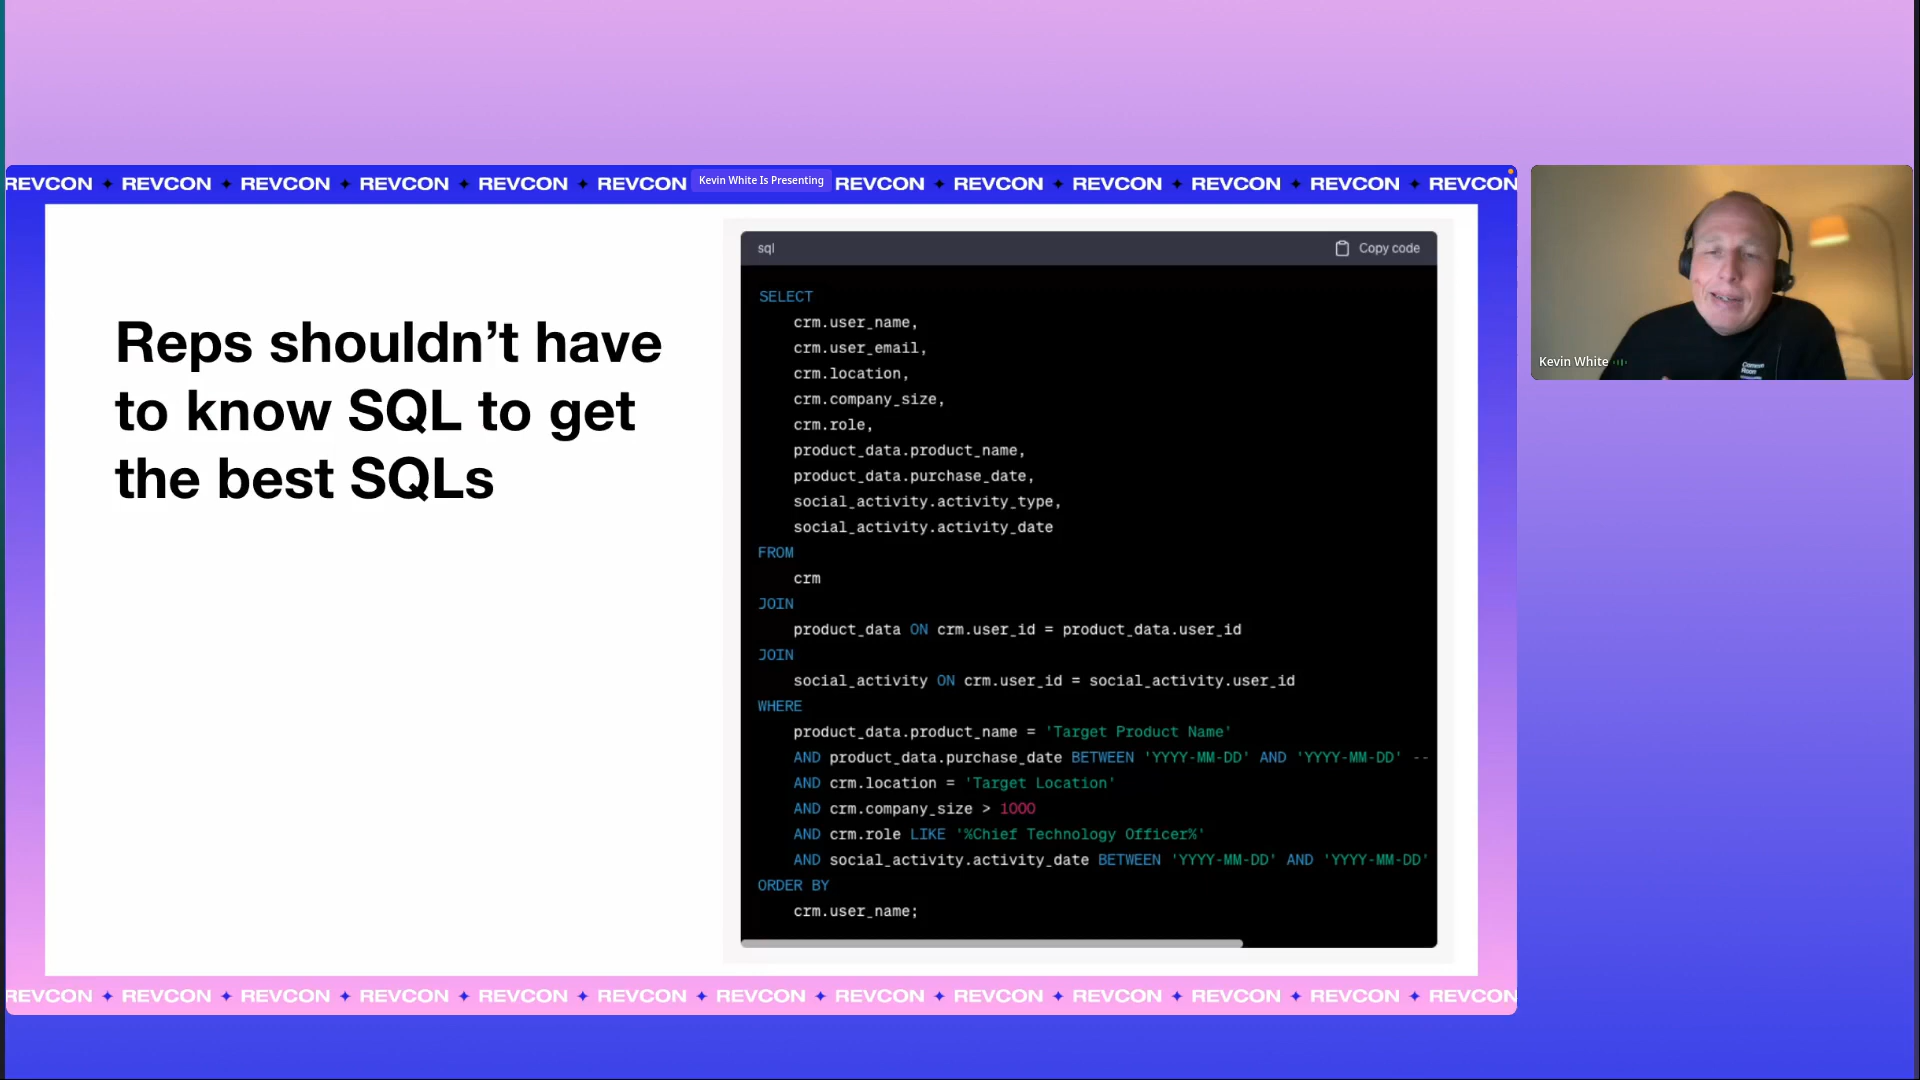 REVCON ✦ REVCON ✦ REVCON ✦ REVCON ✦ REVCON ✦ REVCON Kevin White Is Presenting REVCON ✦ REVCON ✦ REVCON ✦ REVCON ✦ REVCON ✦ REVCON
Reps shouldn’t have
to know SQL to get
the best SQLs
sql
Copy code
SELECT
crm.user_name,
crm.user_email,
crm.location,
crm.company_size,
crm.role,
product_data.product_name,
product_data.purchase_date,
social_activity.activity_type,
social_activity.activity_date
FROM
crm
JOIN
product_data ON crm.user_id = product_data.user_id
JOIN
social_activity ON crm.user_id = social_activity.user_id
WHERE
product_data.product_name = 'Target Product Name'
AND product_data.purchase_date BETWEEN 'YYYY-MM-DD' AND 'YYYY-MM-DD' --
AND crm.location = 'Target Location'
AND crm.company_size > 1000
AND crm.role LIKE '%Chief Technology Officer%'
AND social_activity.activity_date BETWEEN 'YYYY-MM-DD' AND 'YYYY-MM-DD'
ORDER BY
crm.user_name;
Kevin White
Common
Room
REVCON ✦ REVCON ✦ REVCON ✦ REVCON ✦ REVCON ✦ REVCON ✦ REVCON ✦ REVCON ✦ REVCON ✦ REVCON ✦ REVCON ✦ REVCON ✦ REVCON